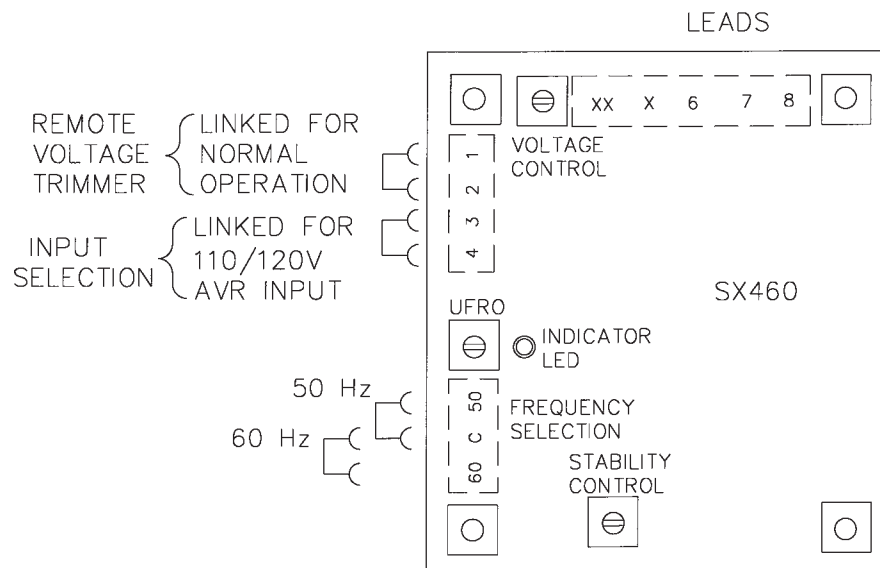 LEADS
XX X 6 7 8
VOLTAGE
CONTROL
REMOTE
VOLTAGE
TRIMMER
LINKED FOR
NORMAL
OPERATION
1
2
3
4
INPUT
SELECTION
LINKED FOR
110/120V
AVR INPUT
SX460
UFRO
INDICATOR
LED
50 Hz
60 Hz
50
C
60
FREQUENCY
SELECTION
STABILITY
CONTROL